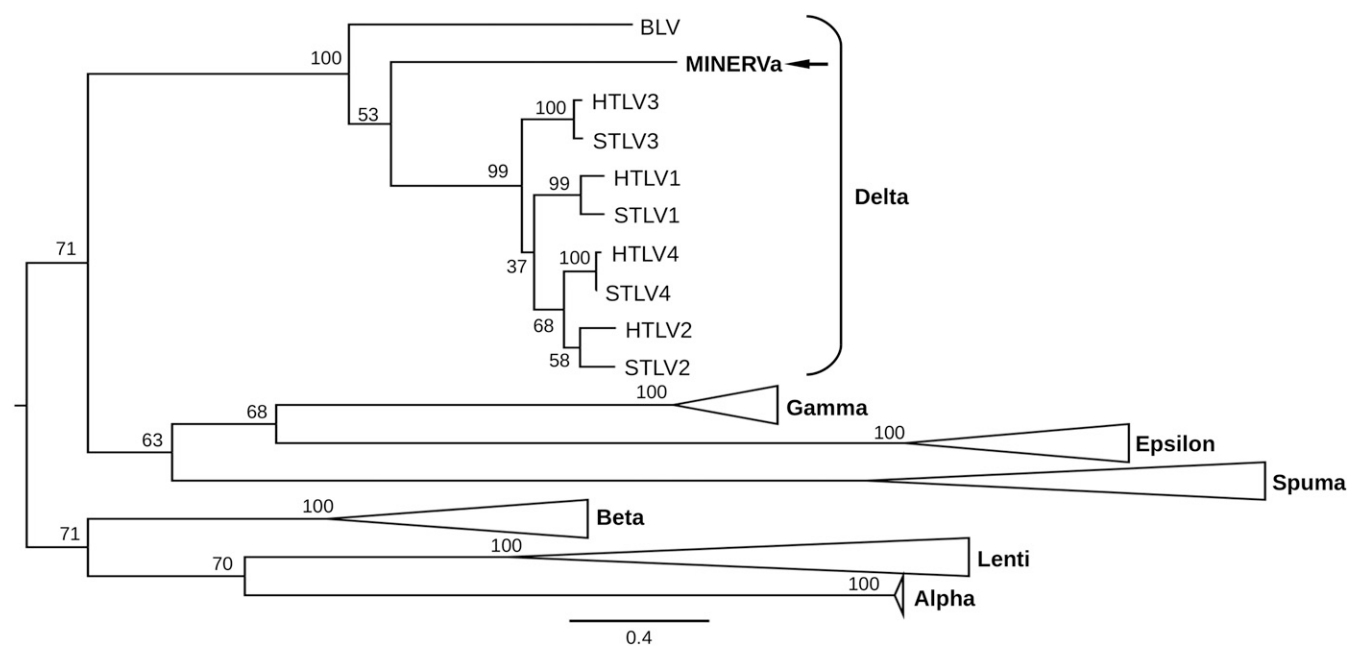 BLV
100
MINERVa
53
100
HTLV3
STLV3
99
99
HTLV1
STLV1
Delta
71
37
100
HTLV4
STLV4
68
HTLV2
58
STLV2
100
Gamma
68
63
100
Epsilon
Spuma
100
Beta
71
100
Lenti
70
100
Alpha
0.4